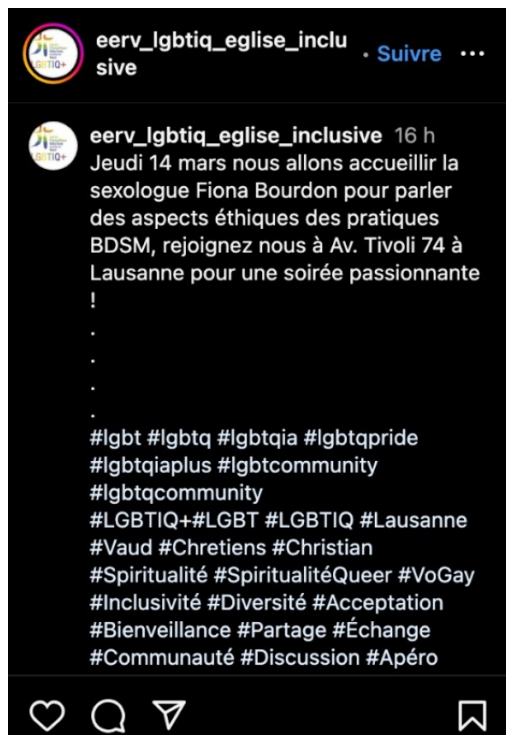 eerv_lgbtiq_eglise_inclu
sive
• Suivre ...
LGBTIQ+
eerv_lgbtiq_eglise_inclusive 16 h
LGBTIQ+
Jeudi 14 mars nous allons accueillir la
sexologue Fiona Bourdon pour parler
des aspects éthiques des pratiques
BDSM, rejoignez nous à Av. Tivoli 74 à
Lausanne pour une soirée passionnante
!
.
.
.
.
#lgbt #lgbtq #lgbtqia #lgbtqpride
#lgbtqiaplus #lgbtcommunity
#lgbtqcommunity
#LGBTIQ+#LGBT #LGBTIQ #Lausanne
#Vaud #Chretiens #Christian
#Spiritualité #SpiritualitéQueer #VoGay
#Inclusivité #Diversité #Acceptation
#Bienveillance #Partage #Échange
#Communauté #Discussion #Apéro